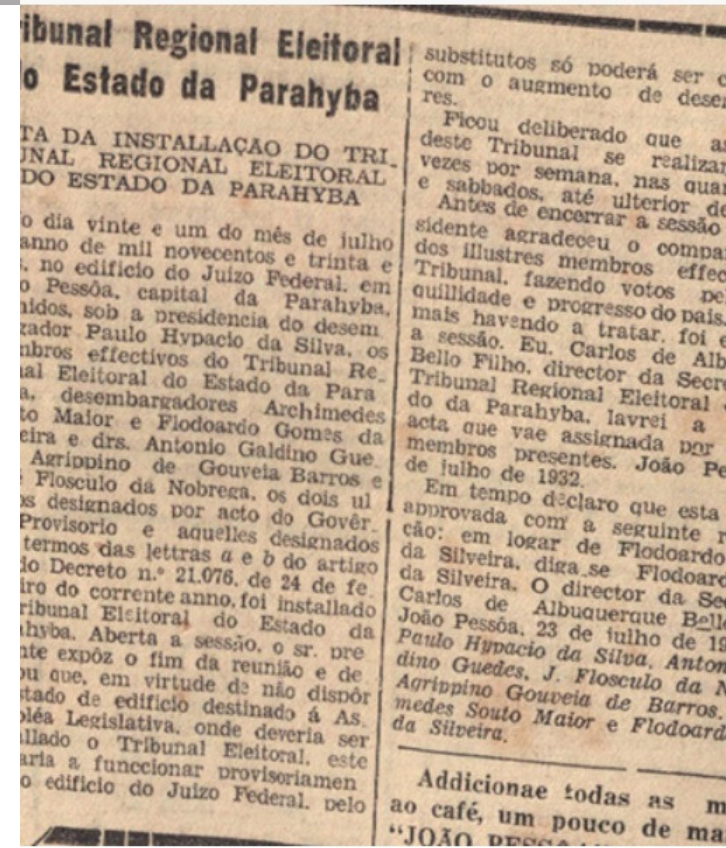 ribunal Regional Eleitoral
o Estado da Parahyba
TA DA INSTALLAÇÃO DO TRI-
UNAL REGIONAL ELEITORAL
DO ESTADO DA PARAHYBA
o dia vinte e um do mês de julho
anno de mil novecentos e trinta e
s, no edificio do Juizo Federal, em
o Pessôa, capital da Parahyba,
nidos, sob a presidencia do desem
gador Paulo Hypacio da Silva, os
mbros effectivos do Tribunal Re-
nal Eleitoral do Estado da Para
a, desembargadores Archimedes
to Maior e Flodoardo Gomes da
eira e drs. Antonio Galdino Gue-
Agrippino de Gouveia Barros e
Flosculo da Nobrega, os dois ul
os designados por acto do Govêr-
Provisorio e aquelles designados
termos das lettras a e b do artigo
do Decreto n.º 21.076, de 24 de fe-
iro do corrente anno, foi installado
ribunal Eleitoral do Estado da
ahyba. Aberta a sessão, o sr. pre
nte expôz o fim da reunião e de
ou que, em virtude de não dispôr
stado de edificio destinado á As-
bléa Legislativa, onde deveria ser
allado o Tribunal Eleitoral, este
aria a funccionar provisoriamen
o edificio do Juizo Federal, pelo
substitutos só poderá ser c
com o augmento de desem
res.
Ficou deliberado que as
deste Tribunal se realizar
vezes por semana, nas qua
e sabbados, até ulterior de
Antes de encerrar a sessão
sidente agradeceu o compa
dos illustres membros effec
Tribunal, fazendo votos pe
quillidade e progresso do pais.
mais havendo a tratar, foi e
a sessão. Eu, Carlos de Alb
Bello Filho, director da Secr
Tribunal Regional Eleitoral
do da Parahyba, lavrei a
acta que vae assignada por
membros presentes. João Pe
de julho de 1932.
Em tempo declaro que esta
approvada com a seguinte r
cão: em logar de Flodoardo
da Silveira, diga-se Flodoard
da Silveira. O director da Sec
Carlos de Albuquerque Bello
João Pessôa, 23 de julho de 19
Paulo Hypacio da Silva, Anton
dino Guedes, J. Flosculo da N
Agrippino Gouveia de Barros,
medes Souto Maior e Flodoard
da Silveira.
Addicionae todas as m
ao café, um pouco de ma
"JOÃO PESSÔA"